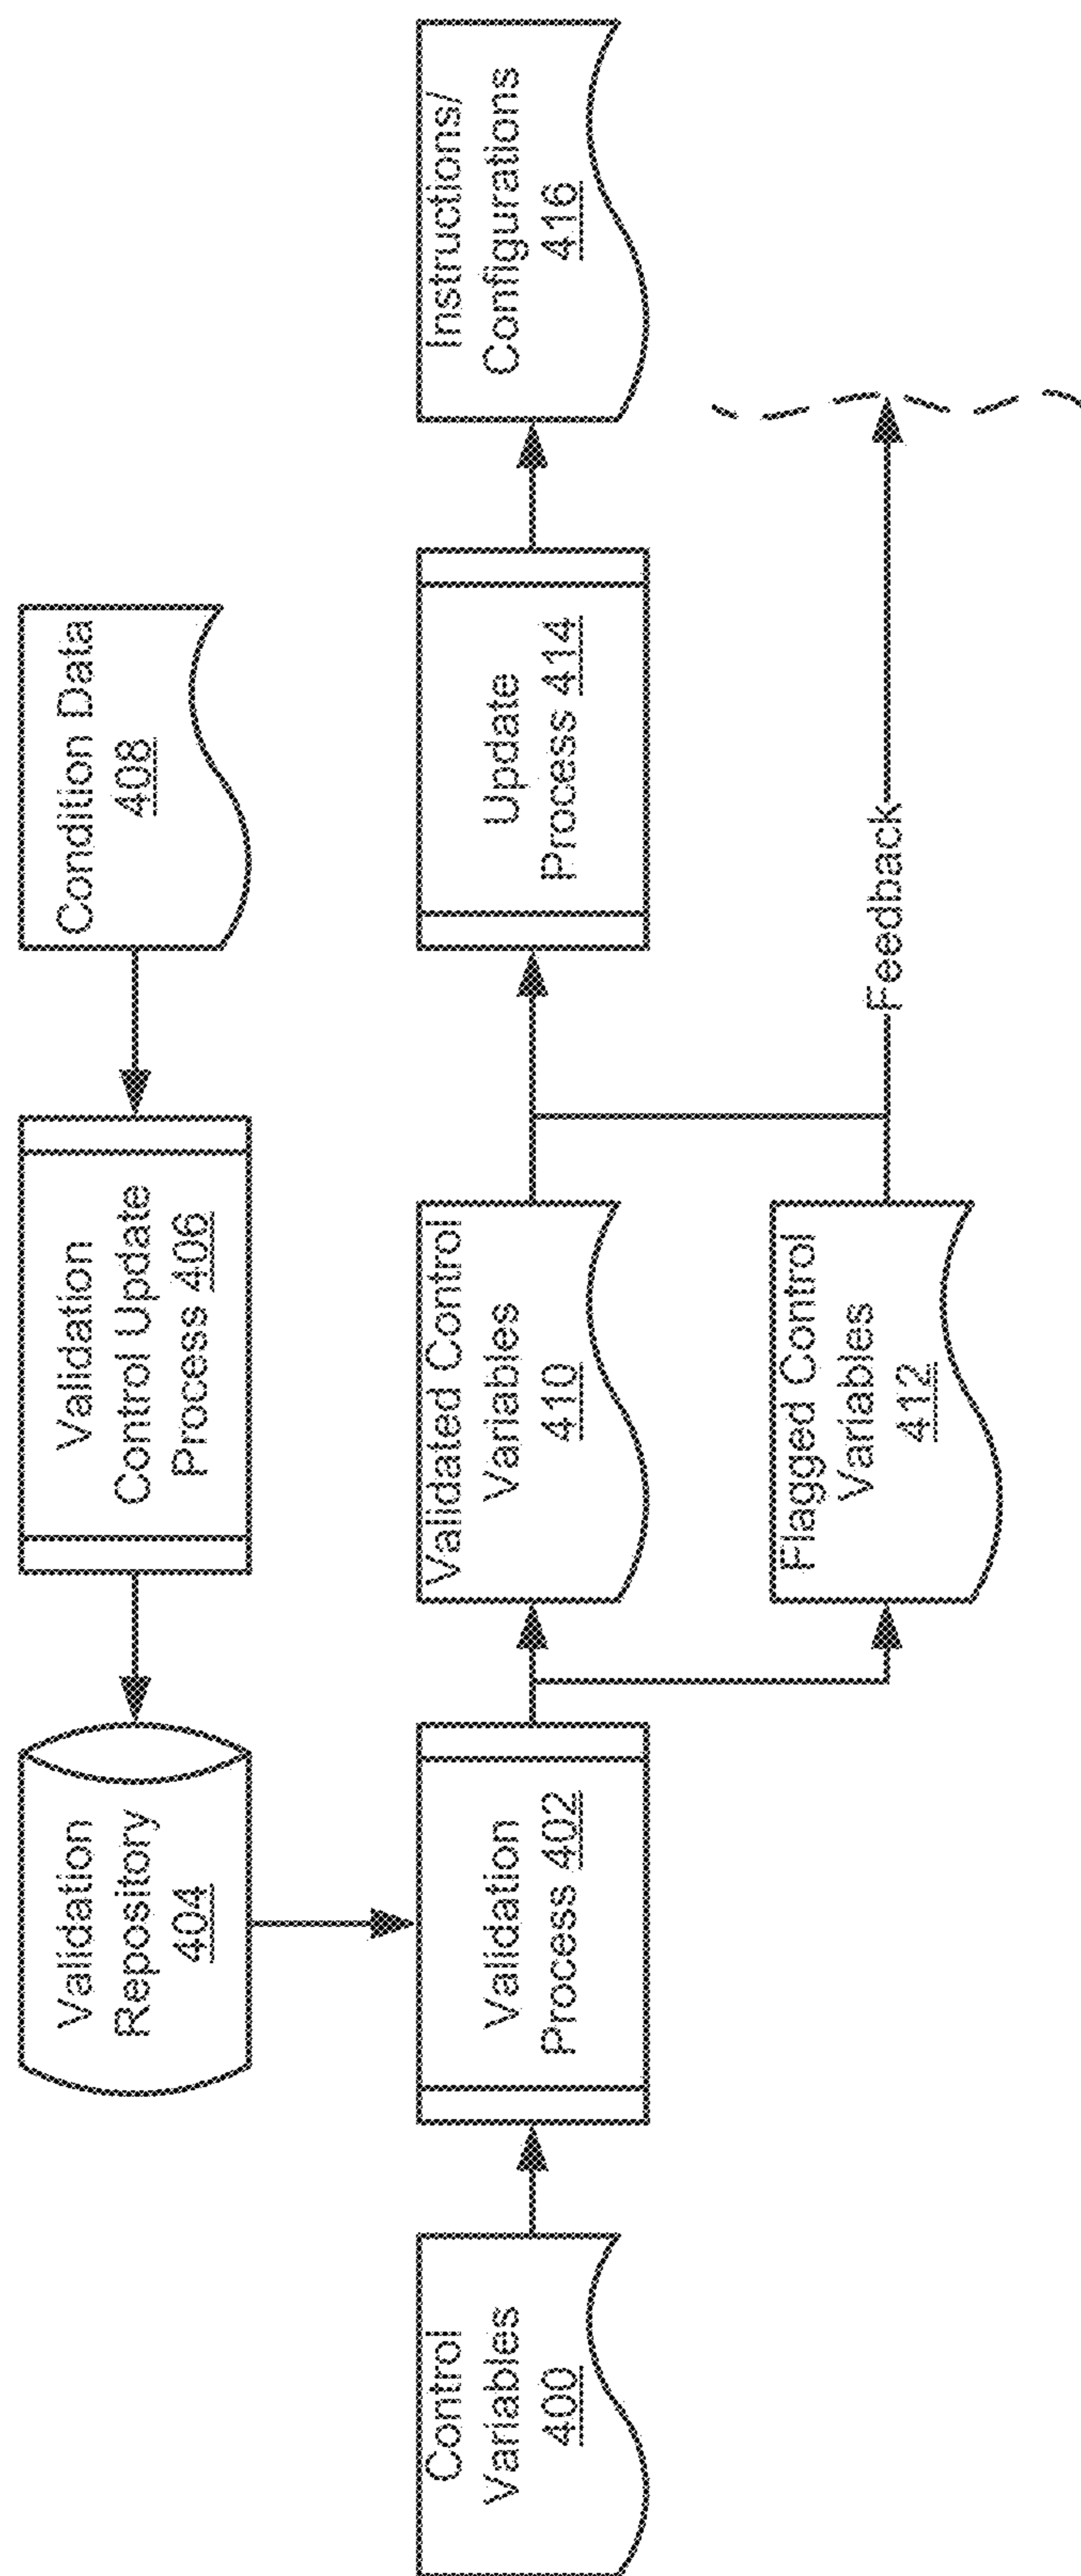 Validation
Repository
404
Validation
Control Update
Process 406
Condition Data
408
Control
Variables
400
Validation
Process 402
Validated Control
Variables
410
Update
Process 414
Instructions/
Configurations
416
Flagged Control
Variables
412
Feedback